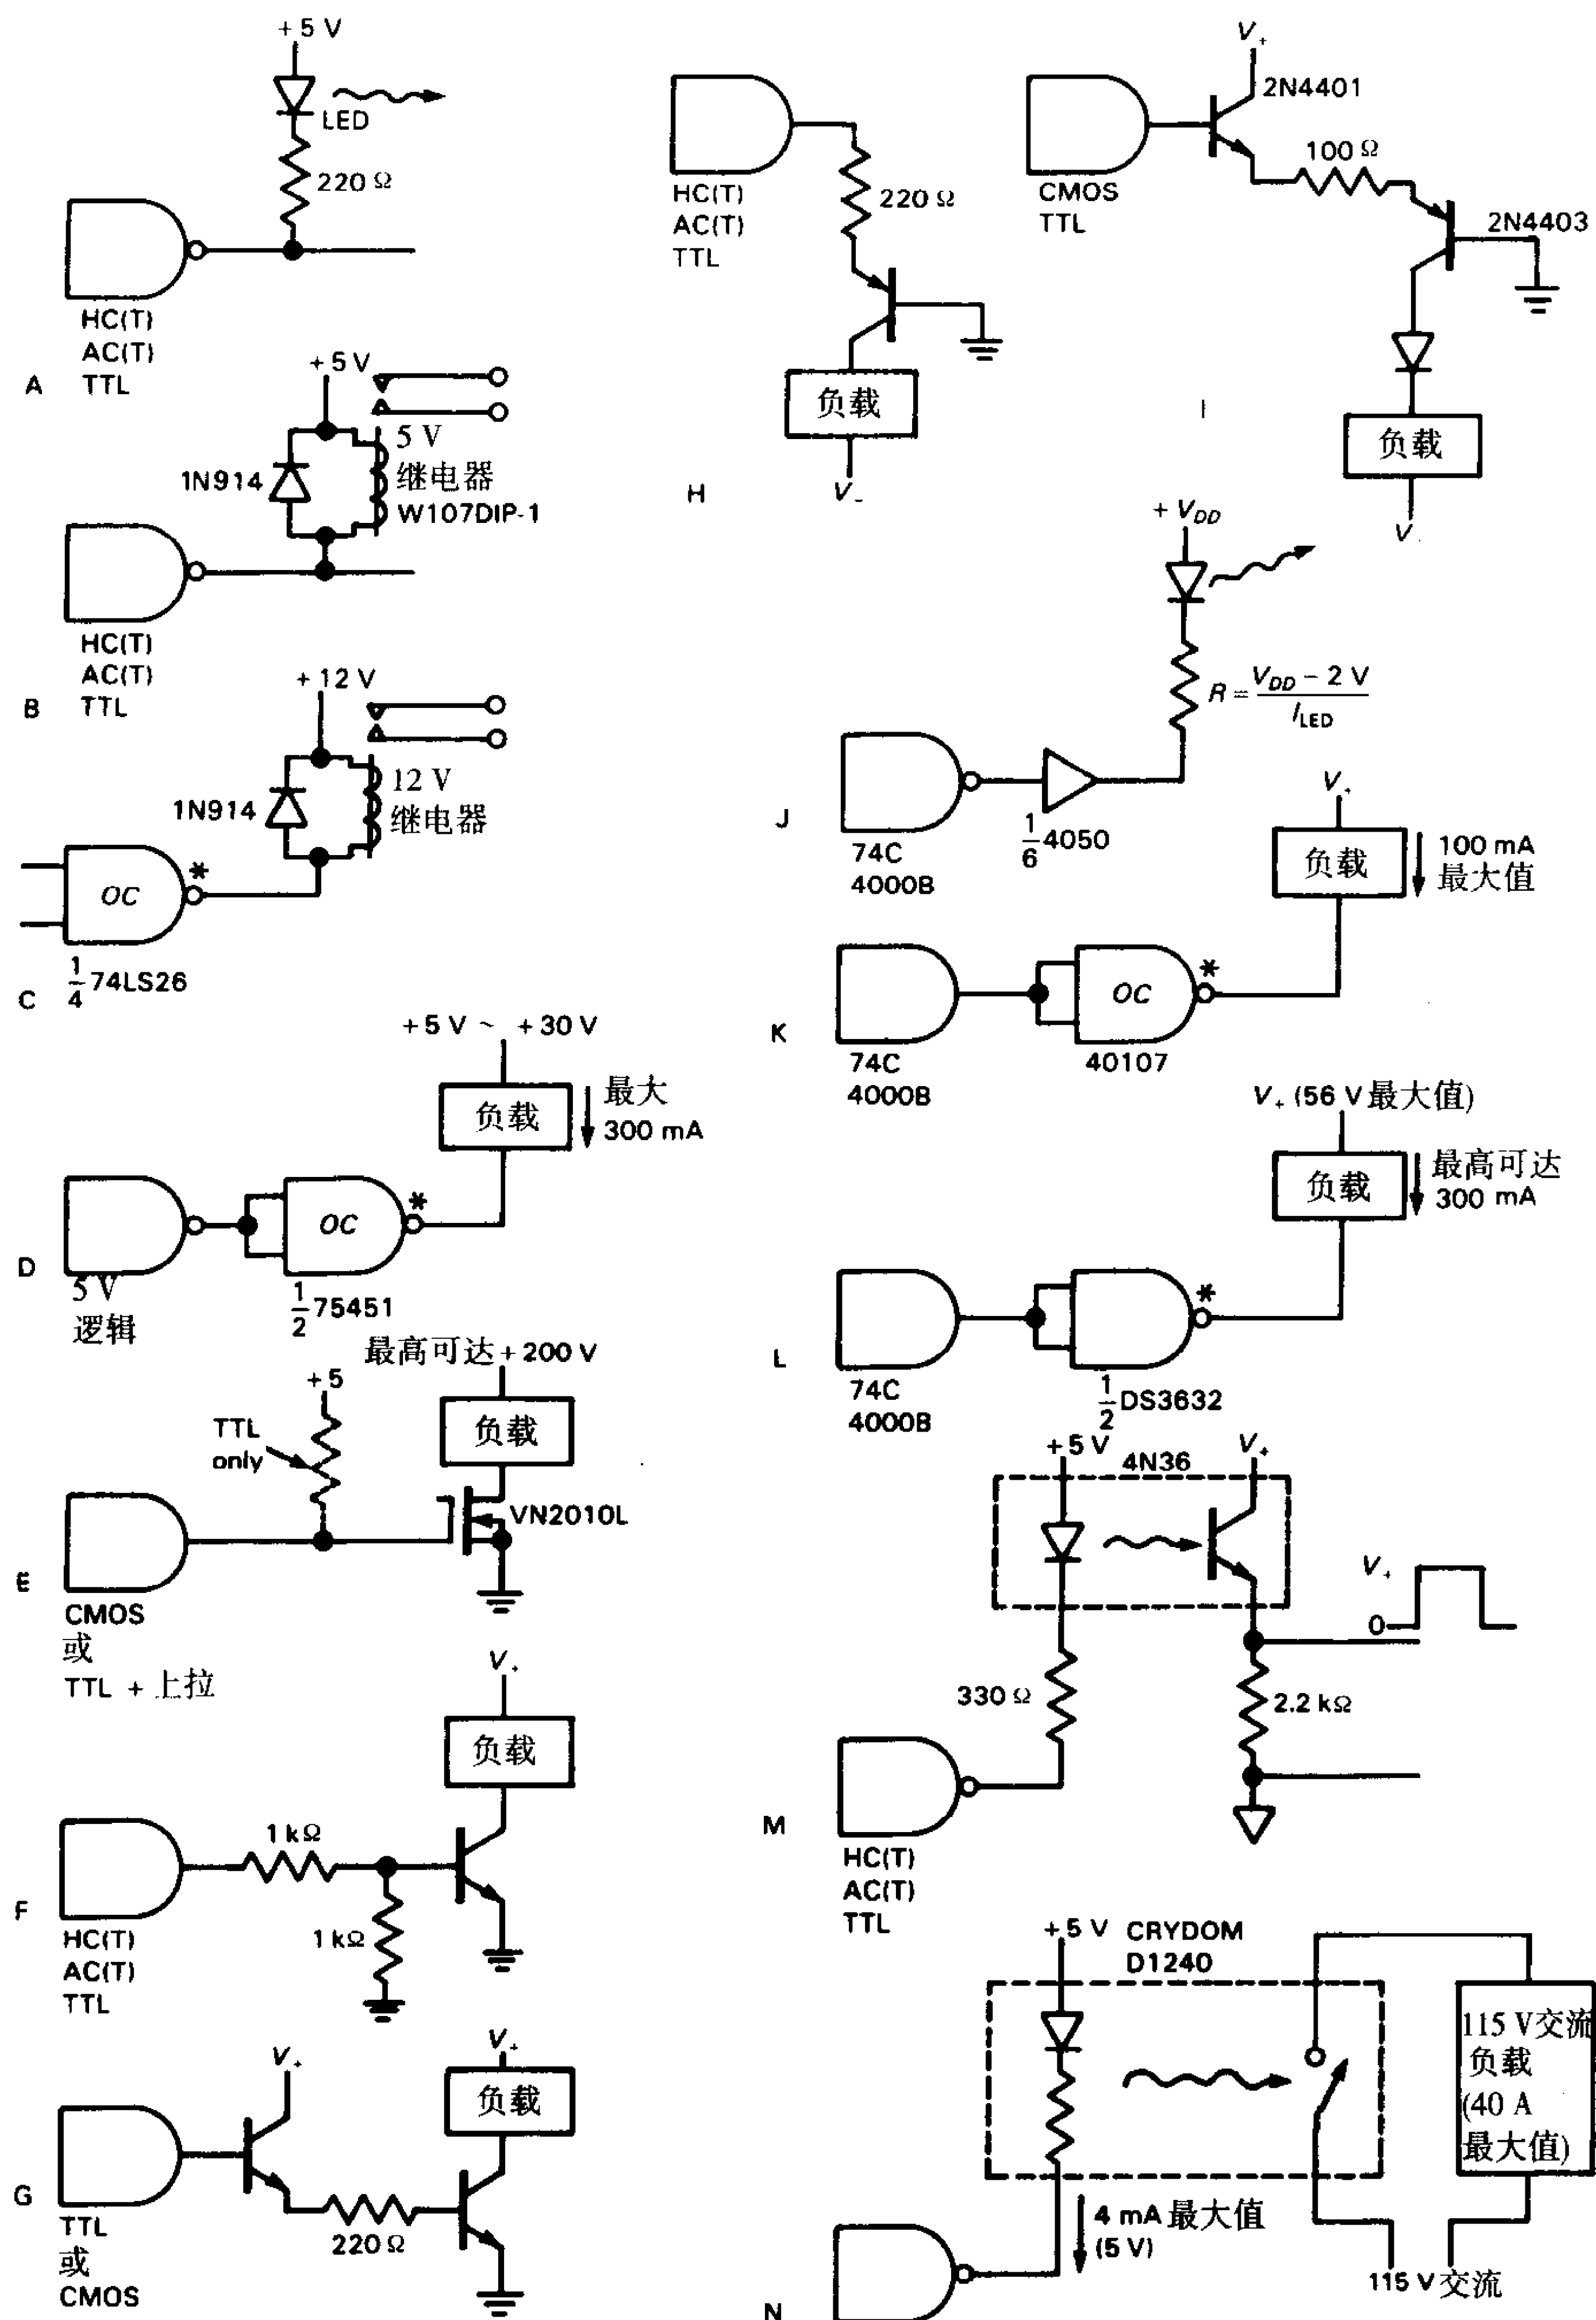 +5 V
LED
220 Ω
HC(T)
AC(T)
TTL
A
+5 V
1N914
5 V
继电器
W107DIP-1
HC(T)
AC(T)
TTL
B
+12 V
1N914
12 V
继电器
OC
*
1/4 74LS26
C
+5 V ~ +30 V
负载
最大
300 mA
OC
*
D
5 V
逻辑
1/2 75451
最高可达+200 V
+5
TTL
only
负载
VN2010L
E
CMOS
或
TTL + 上拉
V+
负载
1 kΩ
1 kΩ
F
HC(T)
AC(T)
TTL
V+
V+
负载
220 Ω
G
TTL
或
CMOS
HC(T)
AC(T)
TTL
220 Ω
负载
H
V-
V+
2N4401
100 Ω
CMOS
TTL
2N4403
I
负载
V
+ VDD
R = (VDD − 2 V)/ILED
J
74C
4000B
1/6 4050
V+
负载
100 mA
最大值
OC
*
K
74C
4000B
40107
V+ (56 V最大值)
负载
最高可达
300 mA
*
L
74C
4000B
1/2 DS3632
+5 V
4N36
V+
V+
0
330 Ω
2.2 kΩ
M
HC(T)
AC(T)
TTL
+5 V
CRYDOM
D1240
115 V交流
负载
(40 A
最大值)
4 mA 最大值
(5 V)
115 V交流
N